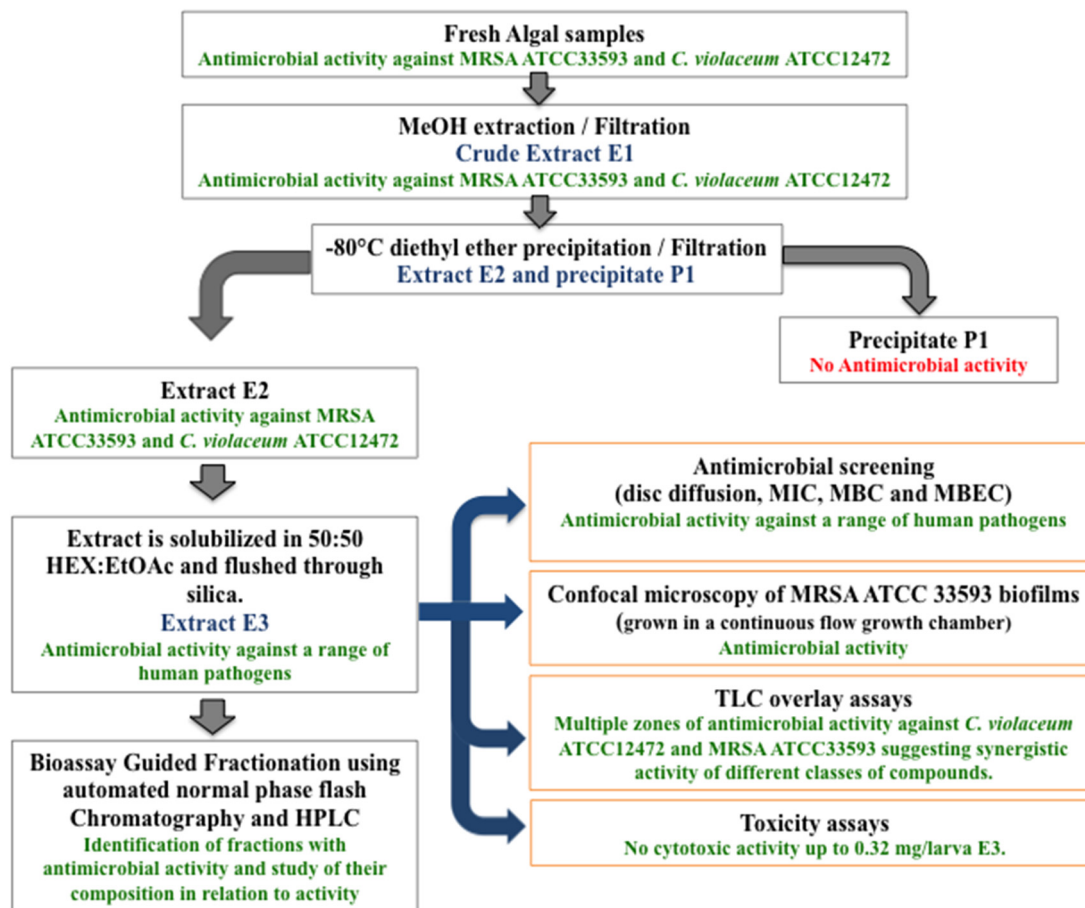 Fresh Algal samples
Antimicrobial activity against MRSA ATCC33593 and C. violaceum ATCC12472
MeOH extraction / Filtration
Crude Extract E1
Antimicrobial activity against MRSA ATCC33593 and C. violaceum ATCC12472
-80°C diethyl ether precipitation / Filtration
Extract E2 and precipitate P1
Precipitate P1
No Antimicrobial activity
Extract E2
Antimicrobial activity against MRSA
ATCC33593 and C. violaceum ATCC12472
Extract is solubilized in 50:50
HEX:EtOAc and flushed through
silica.
Extract E3
Antimicrobial activity against a range of
human pathogens
Bioassay Guided Fractionation using
automated normal phase flash
Chromatography and HPLC
Identification of fractions with
antimicrobial activity and study of their
composition in relation to activity
Antimicrobial screening
(disc diffusion, MIC, MBC and MBEC)
Antimicrobial activity against a range of human pathogens
Confocal microscopy of MRSA ATCC 33593 biofilms
(grown in a continuous flow growth chamber)
Antimicrobial activity
TLC overlay assays
Multiple zones of antimicrobial activity against C. violaceum
ATCC12472 and MRSA ATCC33593 suggesting synergistic
activity of different classes of compounds.
Toxicity assays
No cytotoxic activity up to 0.32 mg/larva E3.